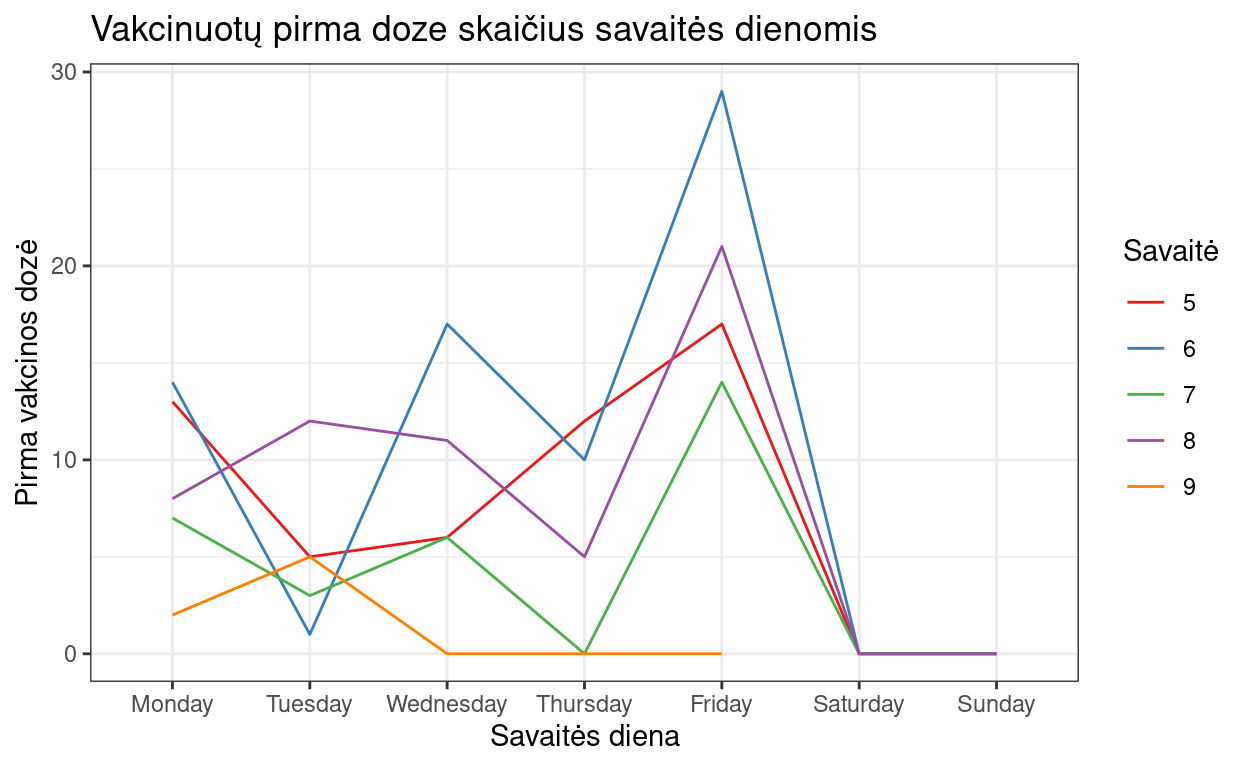 Vakcinuotų pirma doze skaičius savaitės dienomis
Pirma vakcinos dozė
30
20
10
0
Monday
Tuesday
Wednesday
Thursday
Friday
Saturday
Sunday
Savaitės diena
Savaitė
5
6
7
8
9